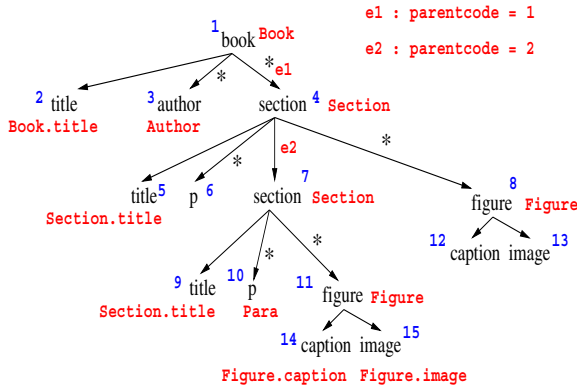 e1 : parentcode = 1
1 book Book
e2 : parentcode = 2
* * e1
2 title 3 author section 4 Section
Book.title Author
* e2 *
title 5 p 6 7 section Section 8 figure Figure
Section.title
12 caption image 13
* *
9 title 10 p 11 figure Figure
Section.title Para
14 caption image 15
Figure.caption Figure.image